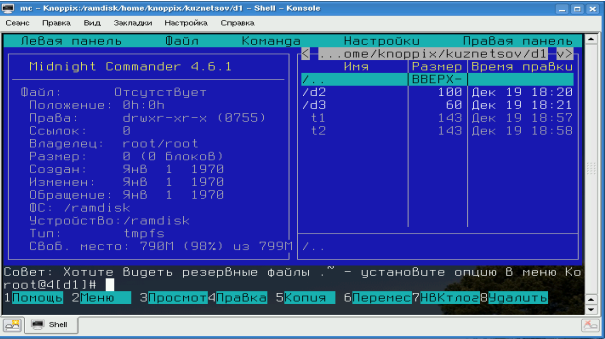 mc - Knoppix:/ramdisk/home/knoppix/kuznetsov/d1 - Shell - Konsole
Сеанс Правка Вид Закладки Настройка Справка
Левая панель Файл Команда Настройки Правая панель
Midnight Commander 4.6.1
Файл: Отсутствует
Положение: 0h:0h
Права: drwxr-xr-x (0755)
Ссылок: 0
Владелец: root/root
Размер: 0 (0 блоков)
Создан: Янв 1 1970
Изменен: Янв 1 1970
Обращение: Янв 1 1970
ФС: /ramdisk
Устройство:/ramdisk
Тип: tmpfs
Своб. место: 790M (98%) из 799M
<─ ...ome/knoppix/kuznetsov/d1 v>
Имя Размер Время правки
/.. ВВЕРХ-
/d2 100 Дек 19 18:20
/d3 60 Дек 19 18:21
t1 143 Дек 19 18:57
t2 143 Дек 19 18:58
/..
Совет: Хотите видеть резервные файлы .~ - установите опцию в меню Ко
root@4[d1]#
1Помощь 2Меню 3Просмот4Правка 5Копия 6Перемес7НВКтлог8Удалить
Shell